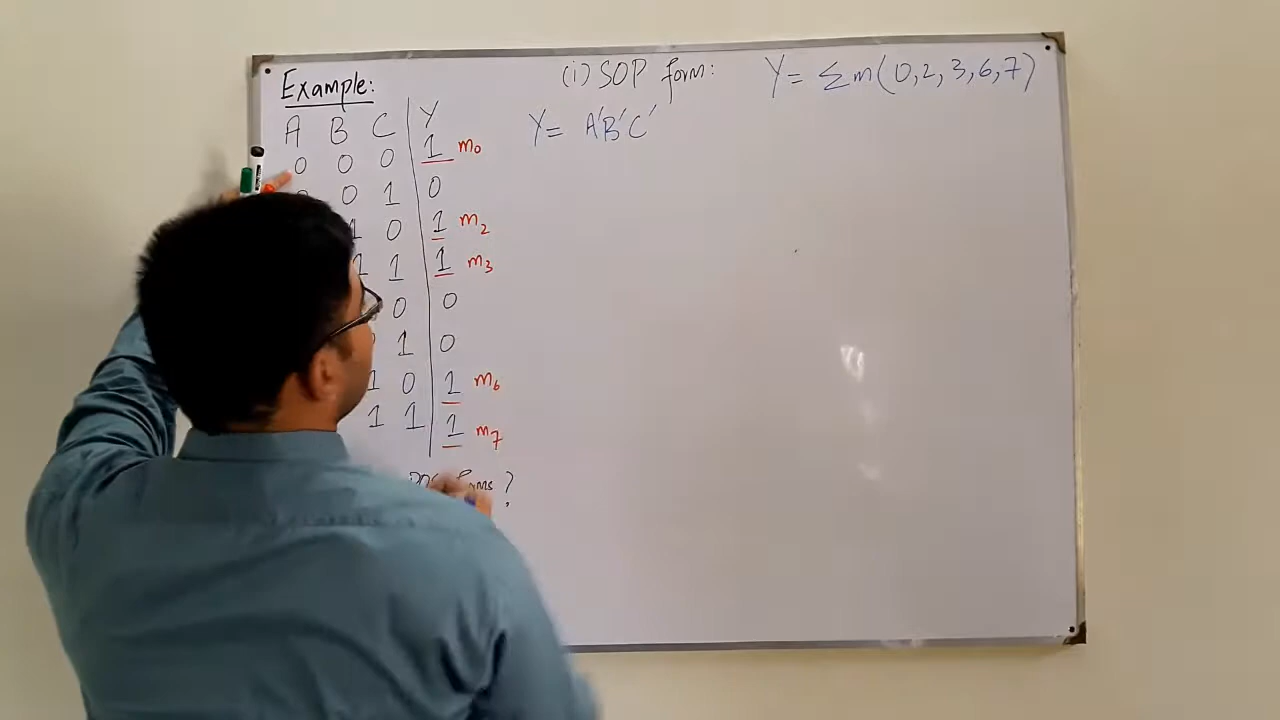 Example:
(i) SOP form: Y= Σm(0,2,3,6,7)
A B C Y
Y= A'B'C'
0 0 0 1 m0
0 1 0
1 0 1 m2
1 1 1 m3
0 0
1 0
1 0 1 m6
1 1 1 m7
?